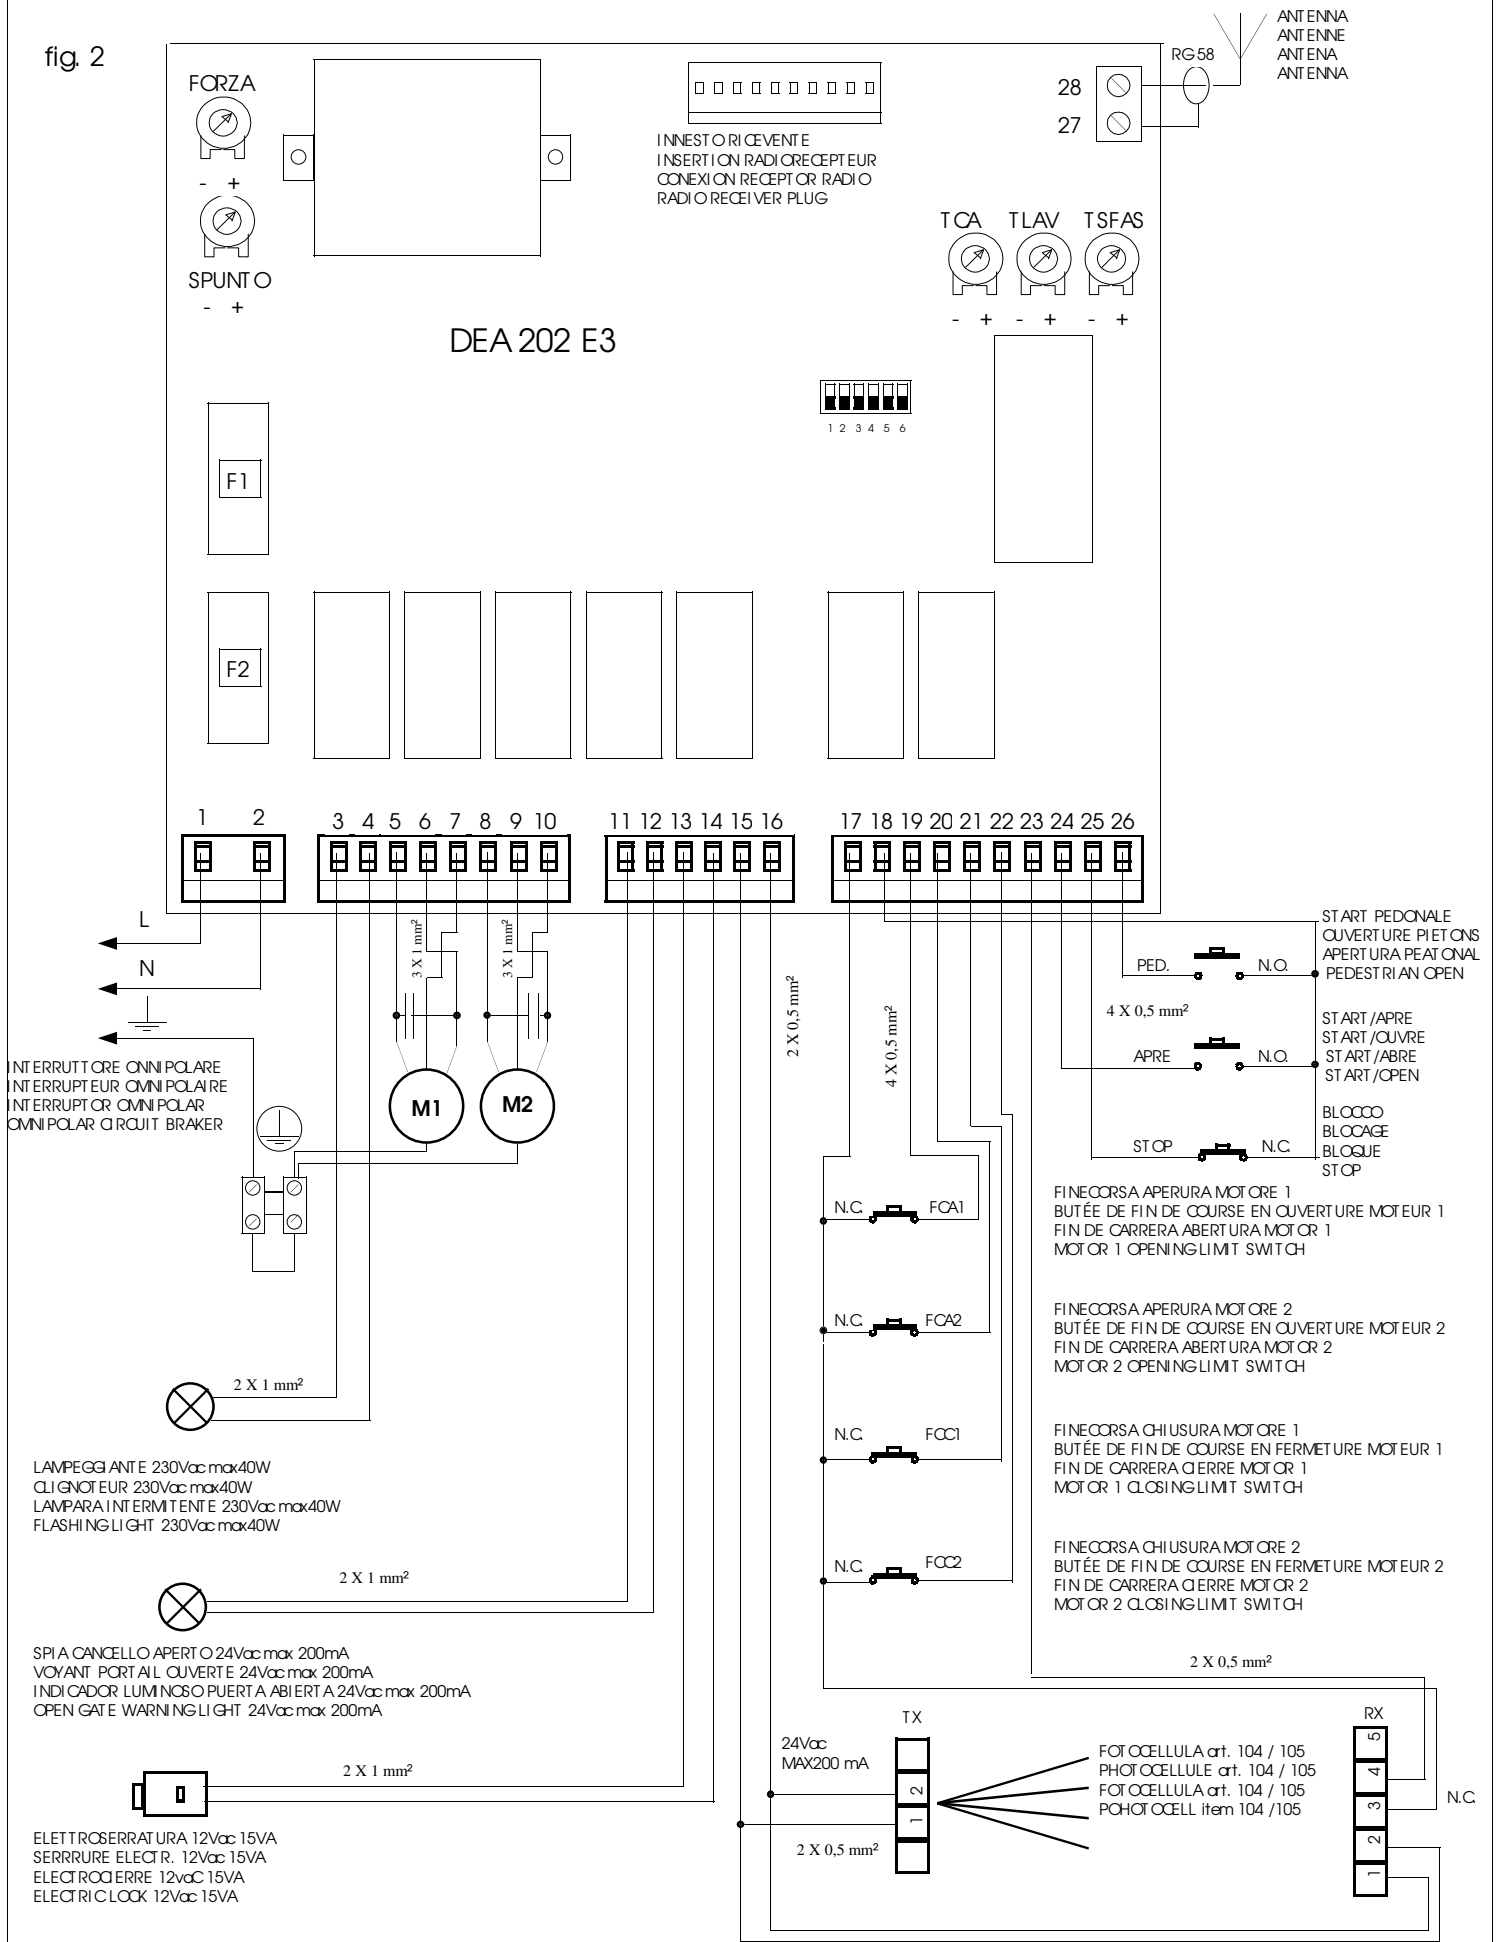 fig. 2
ANTENNA
ANTENNE
ANTENA
ANTENNA
RG58
FORZA
- +
SPUNTO
- +
28
27
INNESTO RICEVENTE
INSERTION RADIORECEPTEUR
CONEXION RECEPTOR RADIO
RADIO RECEIVER PLUG
TCA TLAV TSFAS
- + - + - +
DEA 202 E3
1 2 3 4 5 6
F1
F2
1 2 3 4 5 6 7 8 9 10 11 12 13 14 15 16 17 18 19 20 21 22 23 24 25 26
L
N
3 X 1 mm²
3 X 1 mm²
2 X 0,5 mm²
4 X 0,5 mm²
START PEDONALE
OUVERTURE PIETONS
APERTURA PEATONAL
PEDESTRIAN OPEN
PED. N.O.
4 X 0,5 mm²
START/APRE
START/OUVRE
START/ABRE
START/OPEN
APRE N.O.
BLOCCO
BLOCAGE
BLOQUE
STOP
STOP N.C.
INTERRUTTORE ONNIPOLARE
INTERRUPTEUR OMNIPOLAIRE
INTERRUPTOR OMNIPOLAR
OMNIPOLAR CIRCUIT BRAKER
M1
M2
N.C. FCA1
FINECORSA APERURA MOTORE 1
BUTÉE DE FIN DE COURSE EN OUVERTURE MOTEUR 1
FIN DE CARRERA ABERTURA MOTOR 1
MOTOR 1 OPENING LIMIT SWITCH
N.C. FCA2
FINECORSA APERURA MOTORE 2
BUTÉE DE FIN DE COURSE EN OUVERTURE MOTEUR 2
FIN DE CARRERA ABERTURA MOTOR 2
MOTOR 2 OPENING LIMIT SWITCH
2 X 1 mm²
N.C. FCC1
FINECORSA CHIUSURA MOTORE 1
BUTÉE DE FIN DE COURSE EN FERMETURE MOTEUR 1
FIN DE CARRERA CIERRE MOTOR 1
MOTOR 1 CLOSING LIMIT SWITCH
LAMPEGGIANTE 230Vac max40W
CLIGNOTEUR 230Vac max40W
LAMPARA INTERMITENTE 230Vac max40W
FLASHING LIGHT 230Vac max40W
N.C. FCC2
FINECORSA CHIUSURA MOTORE 2
BUTÉE DE FIN DE COURSE EN FERMETURE MOTEUR 2
FIN DE CARRERA CIERRE MOTOR 2
MOTOR 2 CLOSING LIMIT SWITCH
2 X 1 mm²
SPIA CANCELLO APERTO 24Vac max 200mA
VOYANT PORTAIL OUVERTE 24Vac max 200mA
INDICADOR LUMINOSO PUERTA ABIERTA 24Vac max 200mA
OPEN GATE WARNING LIGHT 24Vac max 200mA
2 X 0,5 mm²
TX
24Vac
MAX200 mA
2
1
2 X 0,5 mm²
FOTOCELLULA art. 104 / 105
PHOTOCELLULE art. 104 / 105
FOTOCELLULA art. 104 / 105
POHOTOCELL item 104 /105
RX
5
4
3
2
1
N.C.
2 X 1 mm²
ELETTROSERRATURA 12Vac 15VA
SERRRURE ELECTR. 12Vac 15VA
ELECTROCIERRE 12vaC 15VA
ELECTRIC LOCK 12Vac 15VA